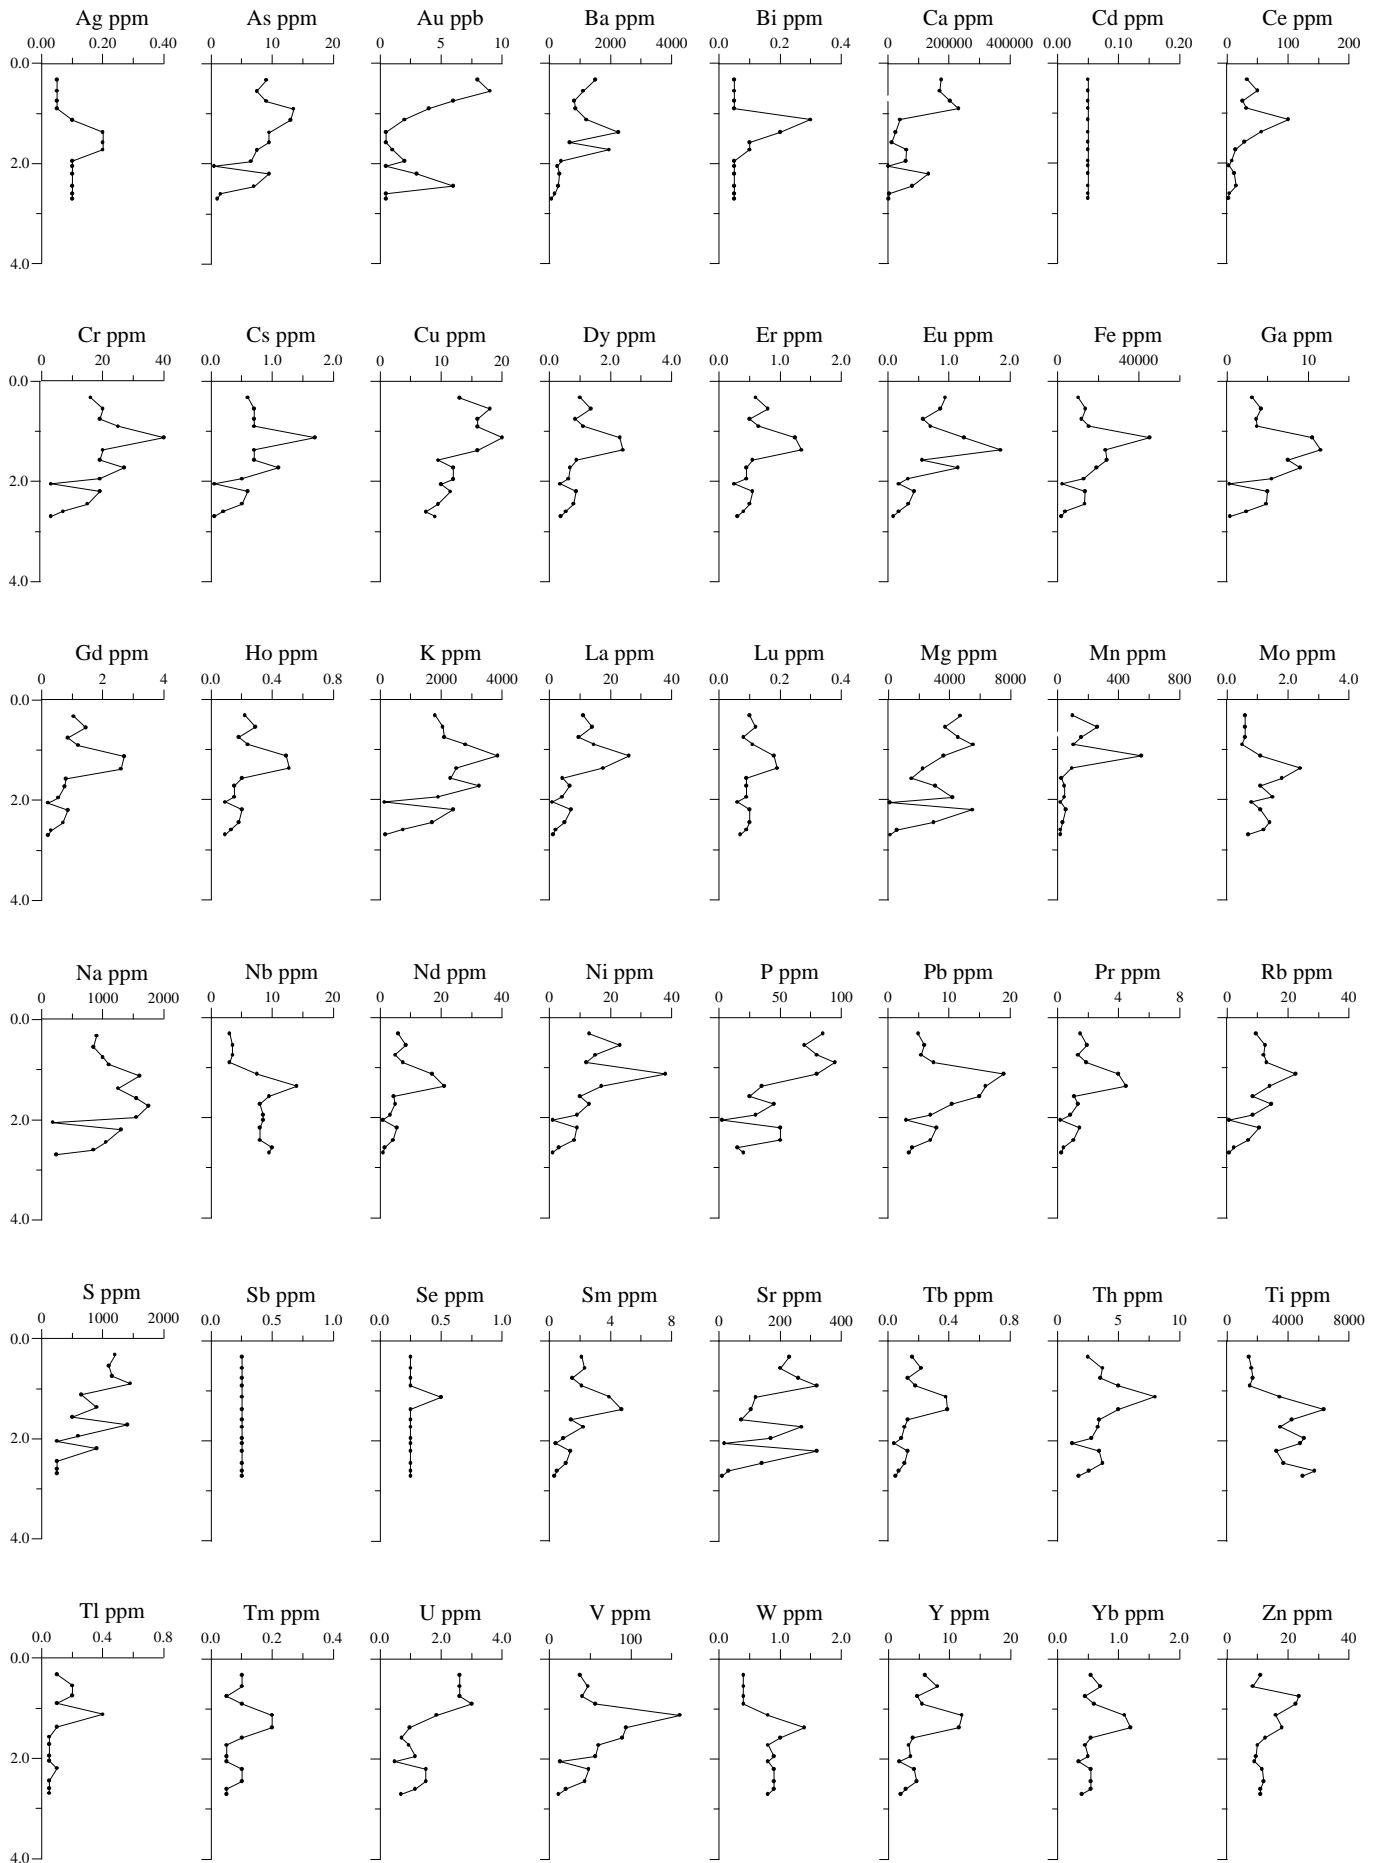 Ag ppm As ppm Au ppb Ba ppm Bi ppm Ca ppm Cd ppm Ce ppm
0.00 0.20 0.40 0 10 20 0 5 10 0 2000 4000 0.0 0.2 0.4 0 200000 400000 0.00 0.10 0.20 0 100 200
0.0
2.0
4.0
Cr ppm Cs ppm Cu ppm Dy ppm Er ppm Eu ppm Fe ppm Ga ppm
0 20 40 0.0 1.0 2.0 0 10 20 0.0 2.0 4.0 0.0 1.0 2.0 0.0 1.0 2.0 0 40000 0 10
0.0
2.0
4.0
Gd ppm Ho ppm K ppm La ppm Lu ppm Mg ppm Mn ppm Mo ppm
0 2 4 0.0 0.4 0.8 0 2000 4000 0 20 40 0.0 0.2 0.4 0 4000 8000 0 400 800 0.0 2.0 4.0
0.0
2.0
4.0
Na ppm Nb ppm Nd ppm Ni ppm P ppm Pb ppm Pr ppm Rb ppm
0 1000 2000 0 10 20 0 20 40 0 20 40 0 50 100 0 10 20 0 4 8 0 20 40
0.0
2.0
4.0
S ppm Sb ppm Se ppm Sm ppm Sr ppm Tb ppm Th ppm Ti ppm
0 1000 2000 0.0 0.5 1.0 0.0 0.5 1.0 0 4 8 0 200 400 0.0 0.4 0.8 0 5 10 0 4000 8000
0.0
2.0
4.0
Tl ppm Tm ppm U ppm V ppm W ppm Y ppm Yb ppm Zn ppm
0.0 0.4 0.8 0.0 0.2 0.4 0.0 2.0 4.0 0 100 0.0 1.0 2.0 0 10 20 0.0 1.0 2.0 0 20 40
0.0
2.0
4.0